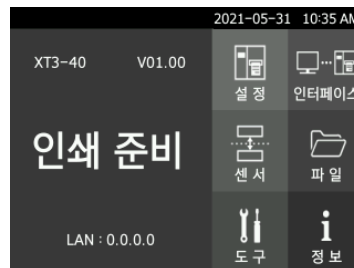 2021-05-31 10:35 AM
XT3-40 V01.00
인쇄 준비
LAN : 0.0.0.0
설 정
인터페이스
센 서
파 일
도 구
정 보